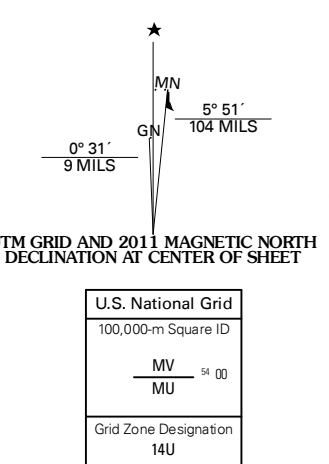 MN
GN
5° 51´
104 MILS
0° 31´
9 MILS
TM GRID AND 2011 MAGNETIC NORTH
DECLINATION AT CENTER OF SHEET
U.S. National Grid
100,000-m Square ID
MV
54 00
MU
Grid Zone Designation
14U